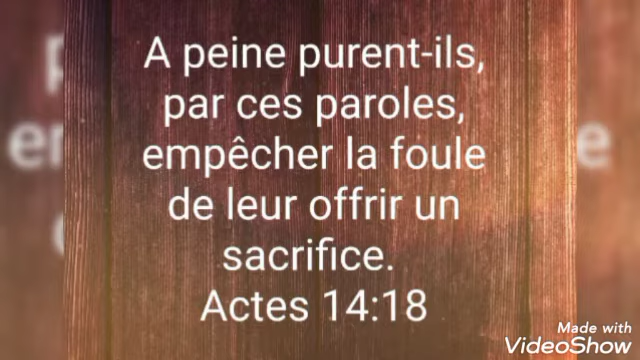 A peine purent-ils,
par ces paroles,
empêcher la foule
de leur offrir un
sacrifice.
Actes 14:18
Made with
VideoShow